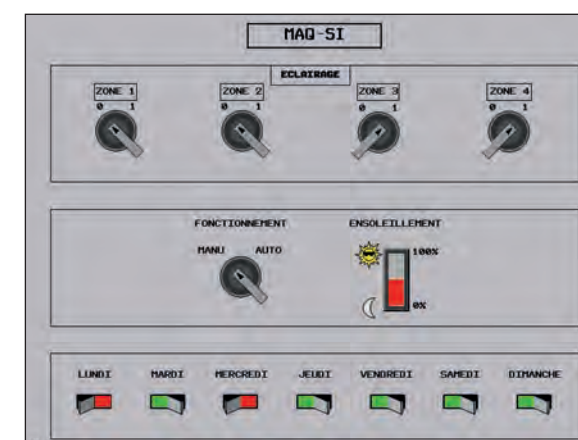 MAQ-SI
ECLAIRAGE
ZONE 1 ZONE 2 ZONE 3 ZONE 4
0 1 0 1 0 1 0 1
FONCTIONNEMENT ENSOLEILLEMENT
MANU AUTO 100%
0%
LUNDI MARDI MERCREDI JEUDI VENDREDI SAMEDI DIMANCHE